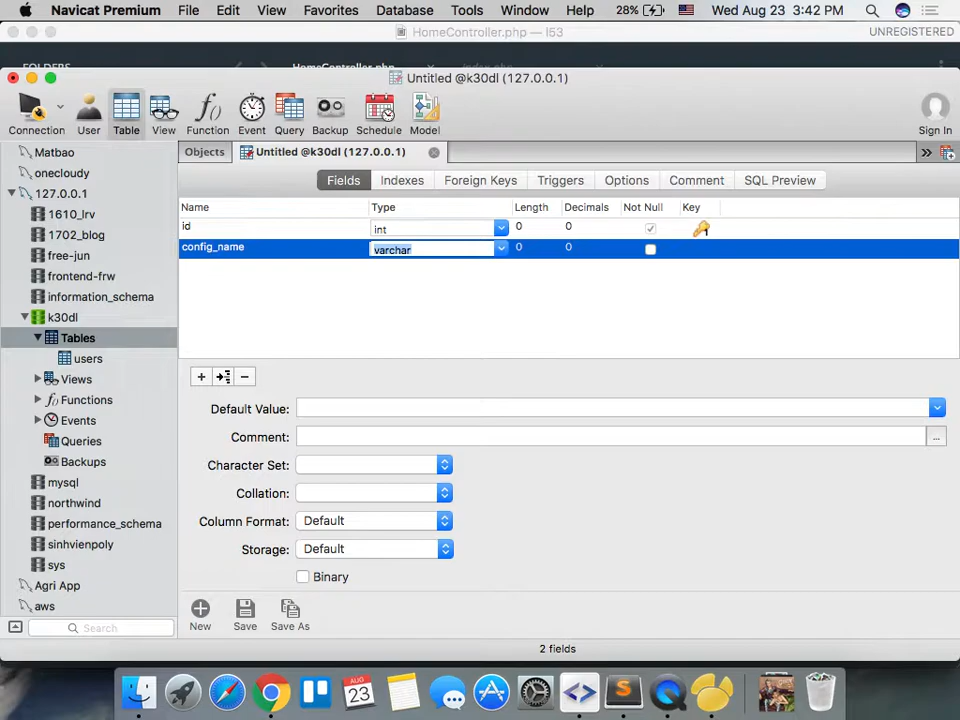 Navicat Premium File Edit View Favorites Database Tools Window Help 28% Wed Aug 23 3:42 PM
HomeController.php — l53 UNREGISTERED
FOLDERS HomeController.php index.php
Untitled @k30dl (127.0.0.1)
Connection User Table View Function Event Query Backup Schedule Model Sign In
Objects Untitled @k30dl (127.0.0.1)
Fields Indexes Foreign Keys Triggers Options Comment SQL Preview
Name Type Length Decimals Not Null Key
id int 0 0 1
config_name varchar 0 0
Matbao
onecloudy
127.0.0.1
1610_lrv
1702_blog
free-jun
frontend-frw
information_schema
k30dl
Tables
users
Views
Functions
Events
Queries
Backups
mysql
northwind
performance_schema
sinhvienpoly
sys
Agri App
aws
Search
Default Value:
Comment: ...
Character Set:
Collation:
Column Format: Default
Storage: Default
Binary
New Save Save As
2 fields
AUG
23